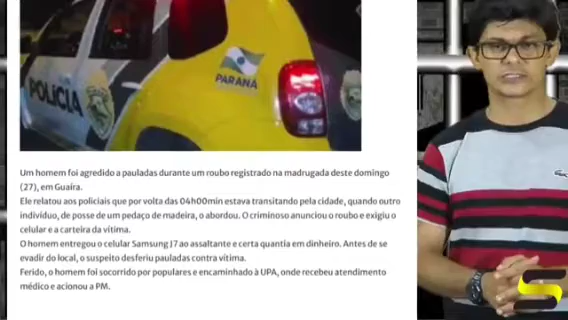 POLÍCIA
PARANÁ
Um homem foi agredido a pauladas durante um roubo registrado na madrugada deste domingo
(27), em Guaíra.
Ele relatou aos policiais que por volta das 04h00min estava transitando pela cidade, quando outro
indivíduo, de posse de um pedaço de madeira, o abordou. O criminoso anunciou o roubo e exigiu o
celular e a carteira da vítima.
O homem entregou o celular Samsung J7 ao assaltante e certa quantia em dinheiro. Antes de se
evadir do local, o suspeito desferiu pauladas contra vítima.
Ferido, o homem foi socorrido por populares e encaminhado à UPA, onde recebeu atendimento
médico e acionou a PM.